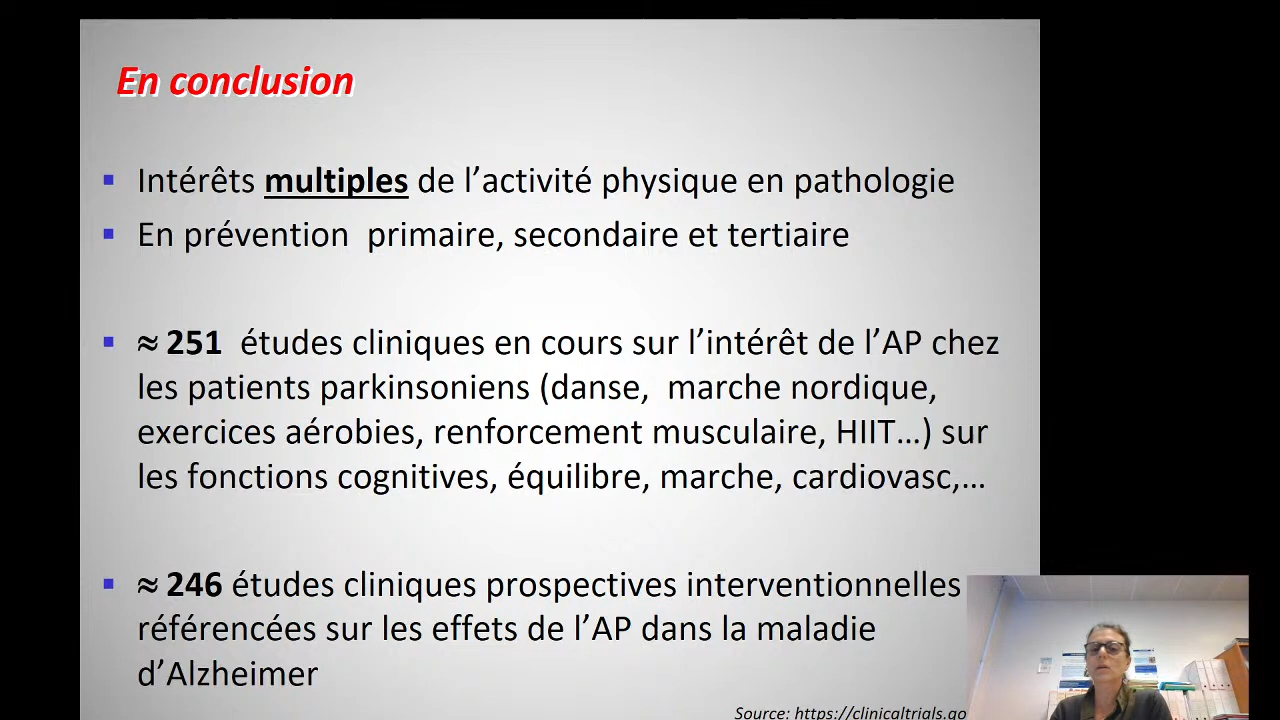 En conclusion
Intérêts multiples de l’activité physique en pathologie
En prévention primaire, secondaire et tertiaire
≈ 251 études cliniques en cours sur l’intérêt de l’AP chez
les patients parkinsoniens (danse, marche nordique,
exercices aérobies, renforcement musculaire, HIIT…) sur
les fonctions cognitives, équilibre, marche, cardiovasc,…
≈ 246 études cliniques prospectives interventionnelles
référencées sur les effets de l’AP dans la maladie
d’Alzheimer
Source: https://clinicaltrials.go